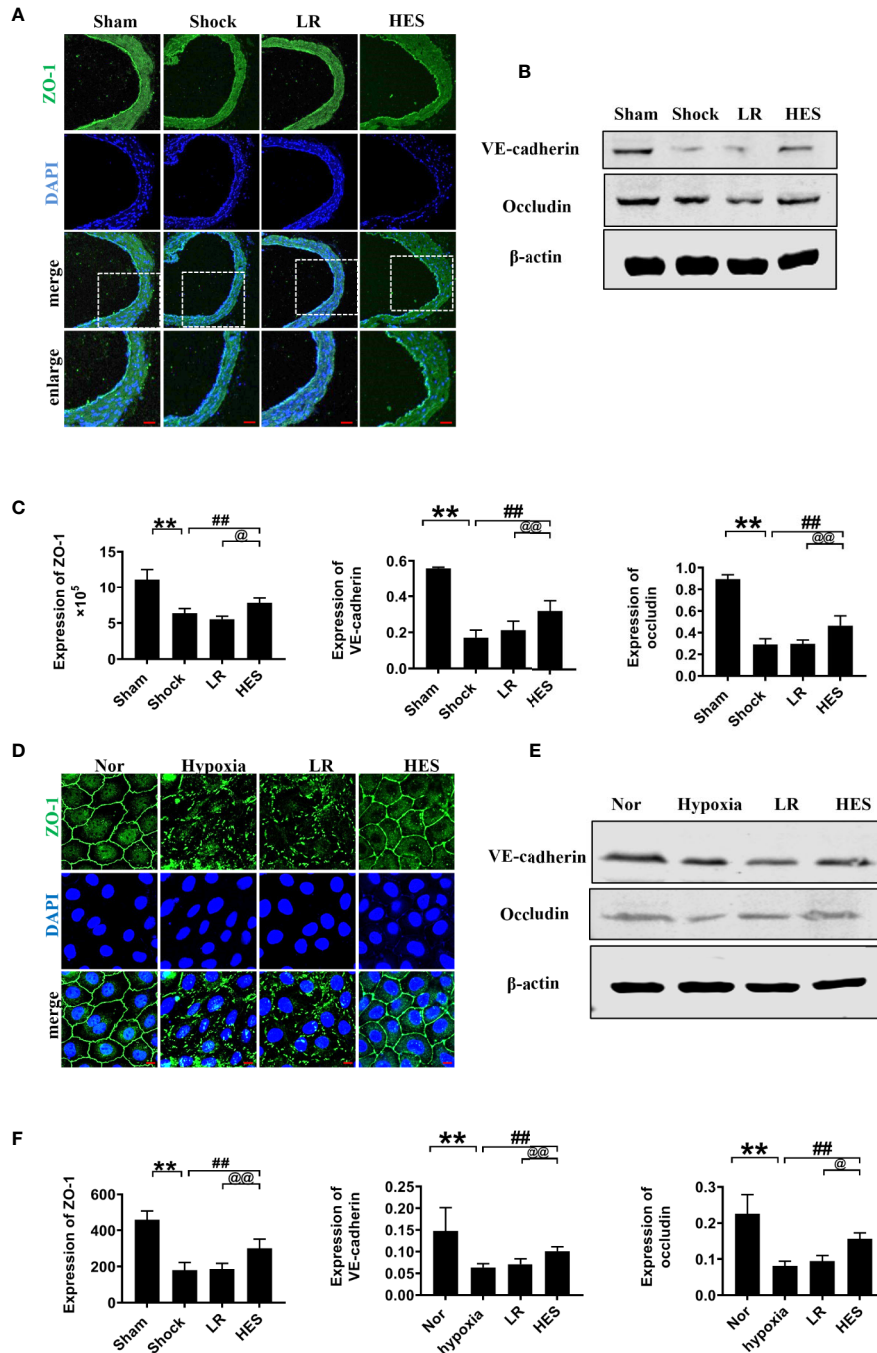 A
Sham Shock LR HES
ZO-1
DAPI
merge
enlarge
B
Sham Shock LR HES
VE-cadherin
Occludin
β-actin
C
** ## @
Expression of ZO-1
×10⁵
15
10
5
0
Sham Shock LR HES
** ## @@
Expression of
VE-cadherin
0.6
0.4
0.2
0.0
Sham Shock LR HES
** ## @@
Expression of
occludin
1.0
0.8
0.6
0.4
0.2
0.0
Sham Shock LR HES
D
Nor Hypoxia LR HES
ZO-1
DAPI
merge
E
Nor Hypoxia LR HES
VE-cadherin
Occludin
β-actin
F
** ## @@
Expression of ZO-1
600
400
200
0
Sham Shock LR HES
** ## @@
Expression of
VE-cadherin
0.25
0.20
0.15
0.10
0.05
0.00
Nor hypoxia LR HES
** ## @
Expression of
occludin
0.3
0.2
0.1
0.0
Nor hypoxia LR HES